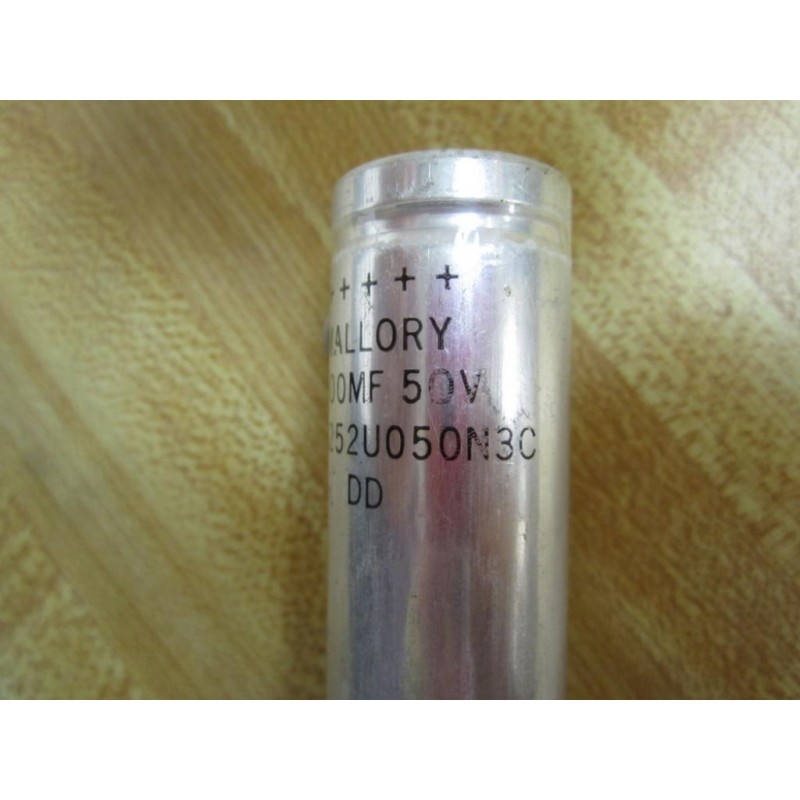 + + + +
MALLORY
00MF 50V
252U050N3C
DD